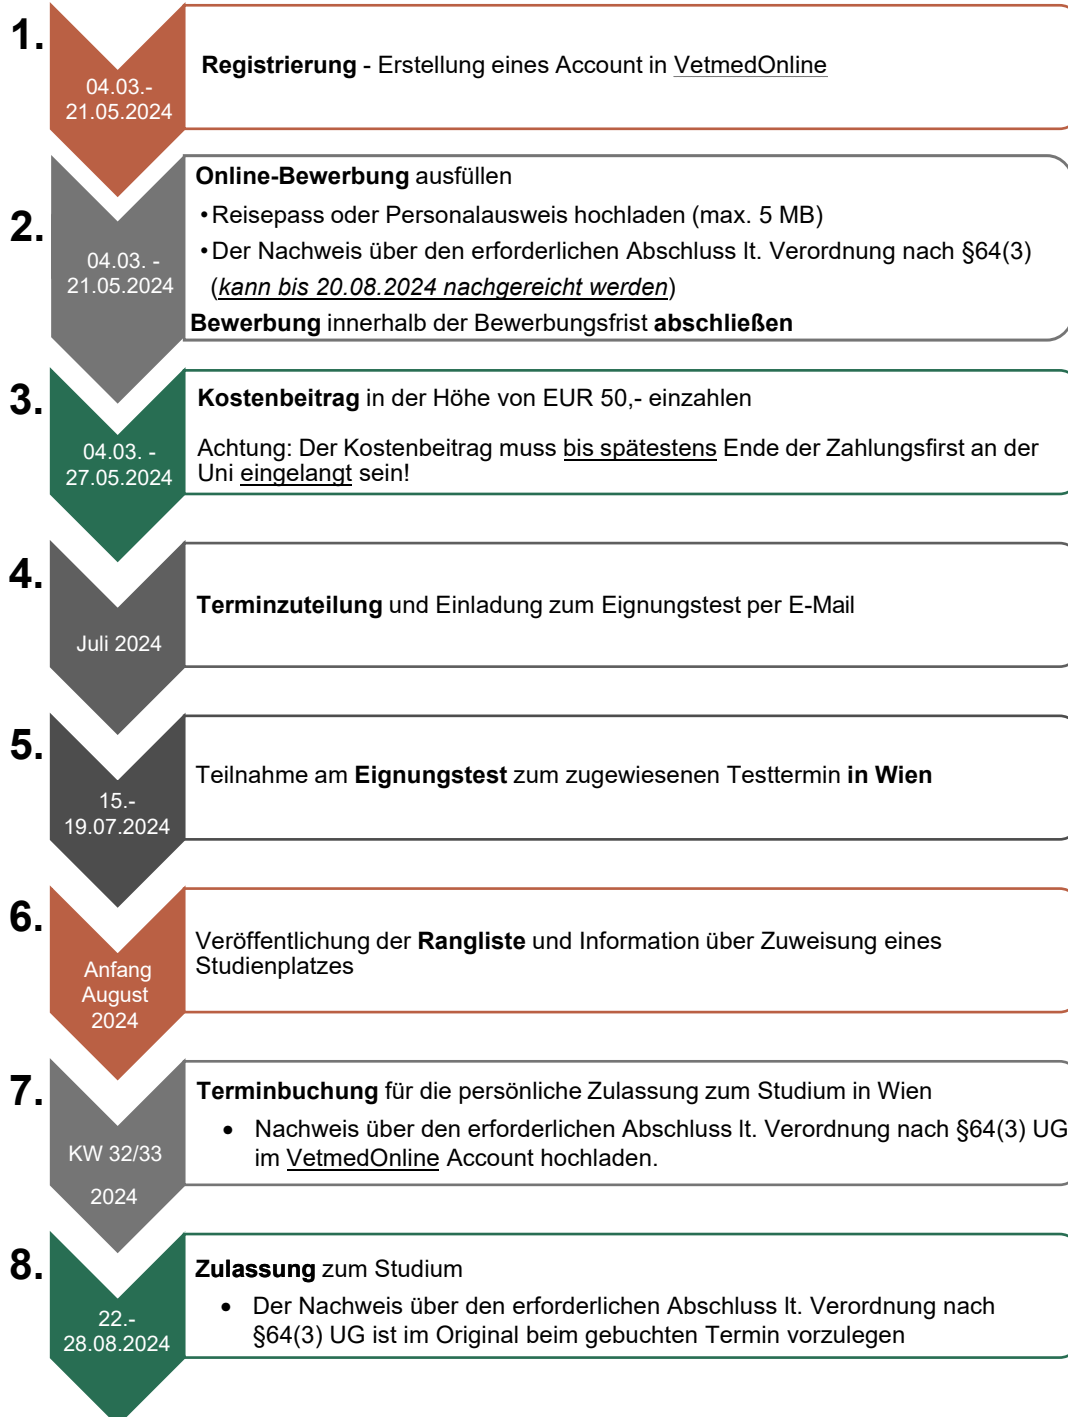 1.
04.03.-
21.05.2024
Registrierung - Erstellung eines Account in VetmedOnline
2.
04.03. -
21.05.2024
Online-Bewerbung ausfüllen
• Reisepass oder Personalausweis hochladen (max. 5 MB)
• Der Nachweis über den erforderlichen Abschluss lt. Verordnung nach §64(3)
(kann bis 20.08.2024 nachgereicht werden)
Bewerbung innerhalb der Bewerbungsfrist abschließen
3.
04.03. -
27.05.2024
Kostenbeitrag in der Höhe von EUR 50,- einzahlen
Achtung: Der Kostenbeitrag muss bis spätestens Ende der Zahlungsfirst an der
Uni eingelangt sein!
4.
Juli 2024
Terminzuteilung und Einladung zum Eignungstest per E-Mail
5.
15.-
19.07.2024
Teilnahme am Eignungstest zum zugewiesenen Testtermin in Wien
6.
Anfang
August
2024
Veröffentlichung der Rangliste und Information über Zuweisung eines
Studienplatzes
7.
KW 32/33
2024
Terminbuchung für die persönliche Zulassung zum Studium in Wien
• Nachweis über den erforderlichen Abschluss lt. Verordnung nach §64(3) UG
im VetmedOnline Account hochladen.
8.
22.-
28.08.2024
Zulassung zum Studium
• Der Nachweis über den erforderlichen Abschluss lt. Verordnung nach
§64(3) UG ist im Original beim gebuchten Termin vorzulegen